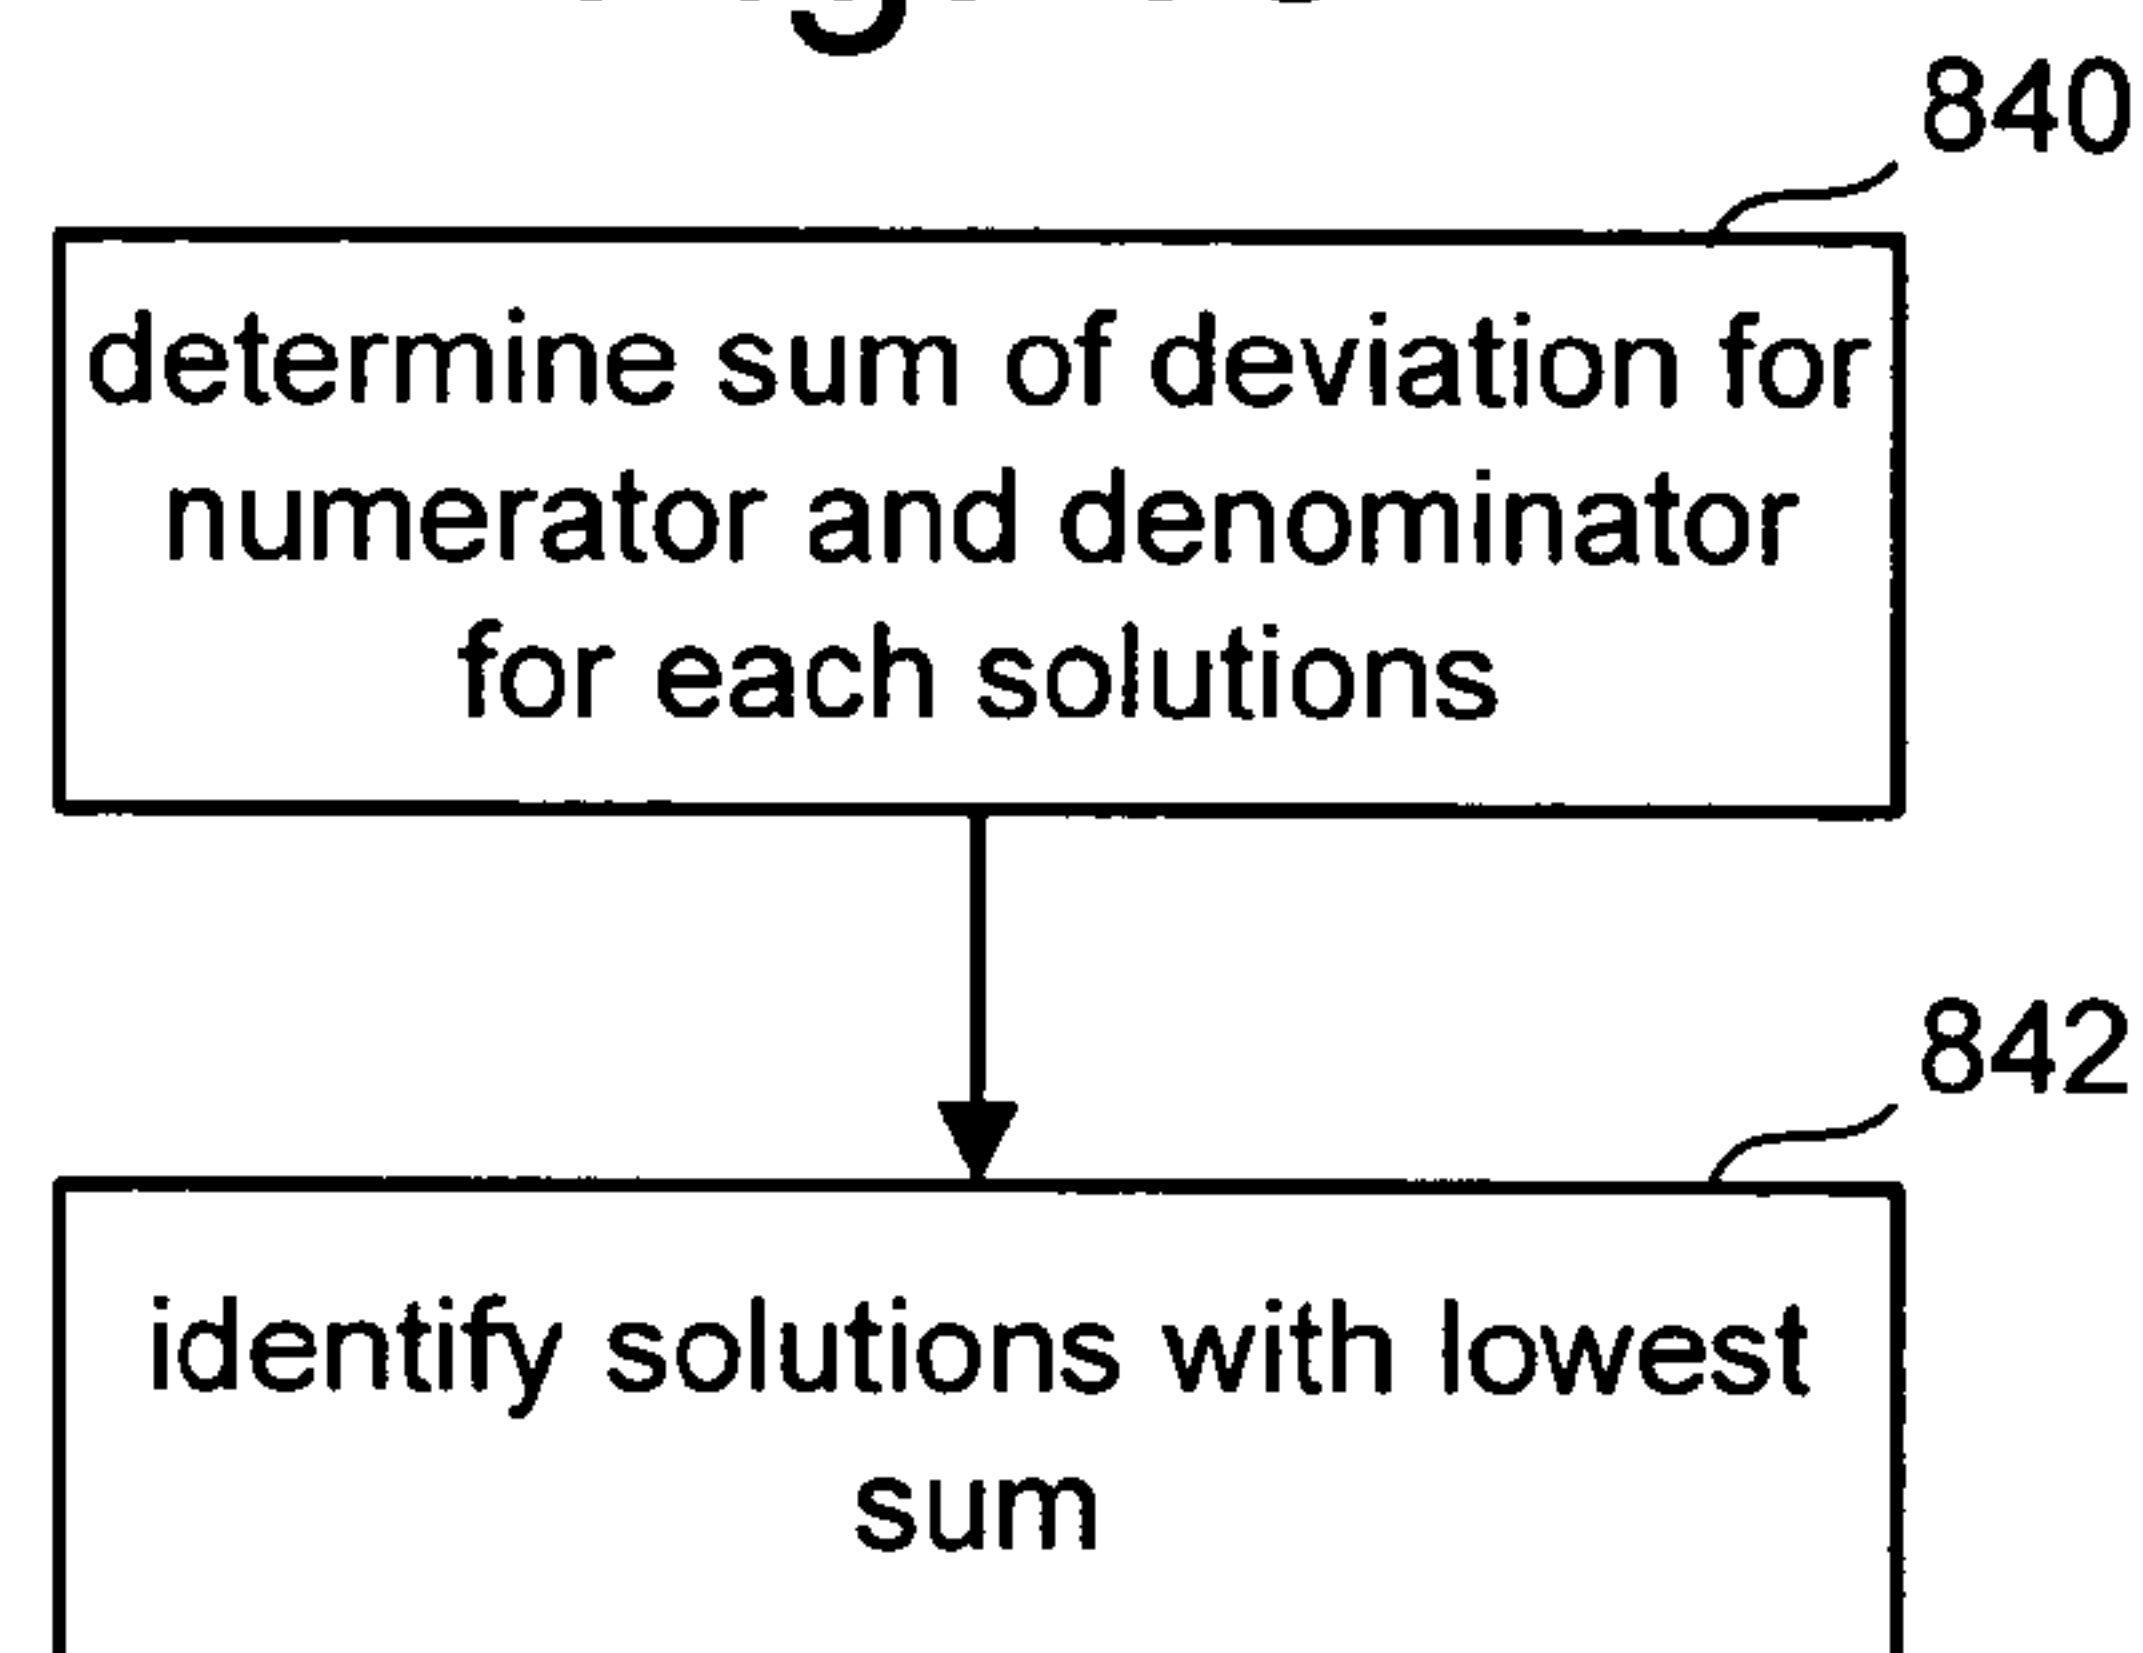 840
determine sum of deviation for
numerator and denominator
for each solutions
842
identify solutions with lowest
sum